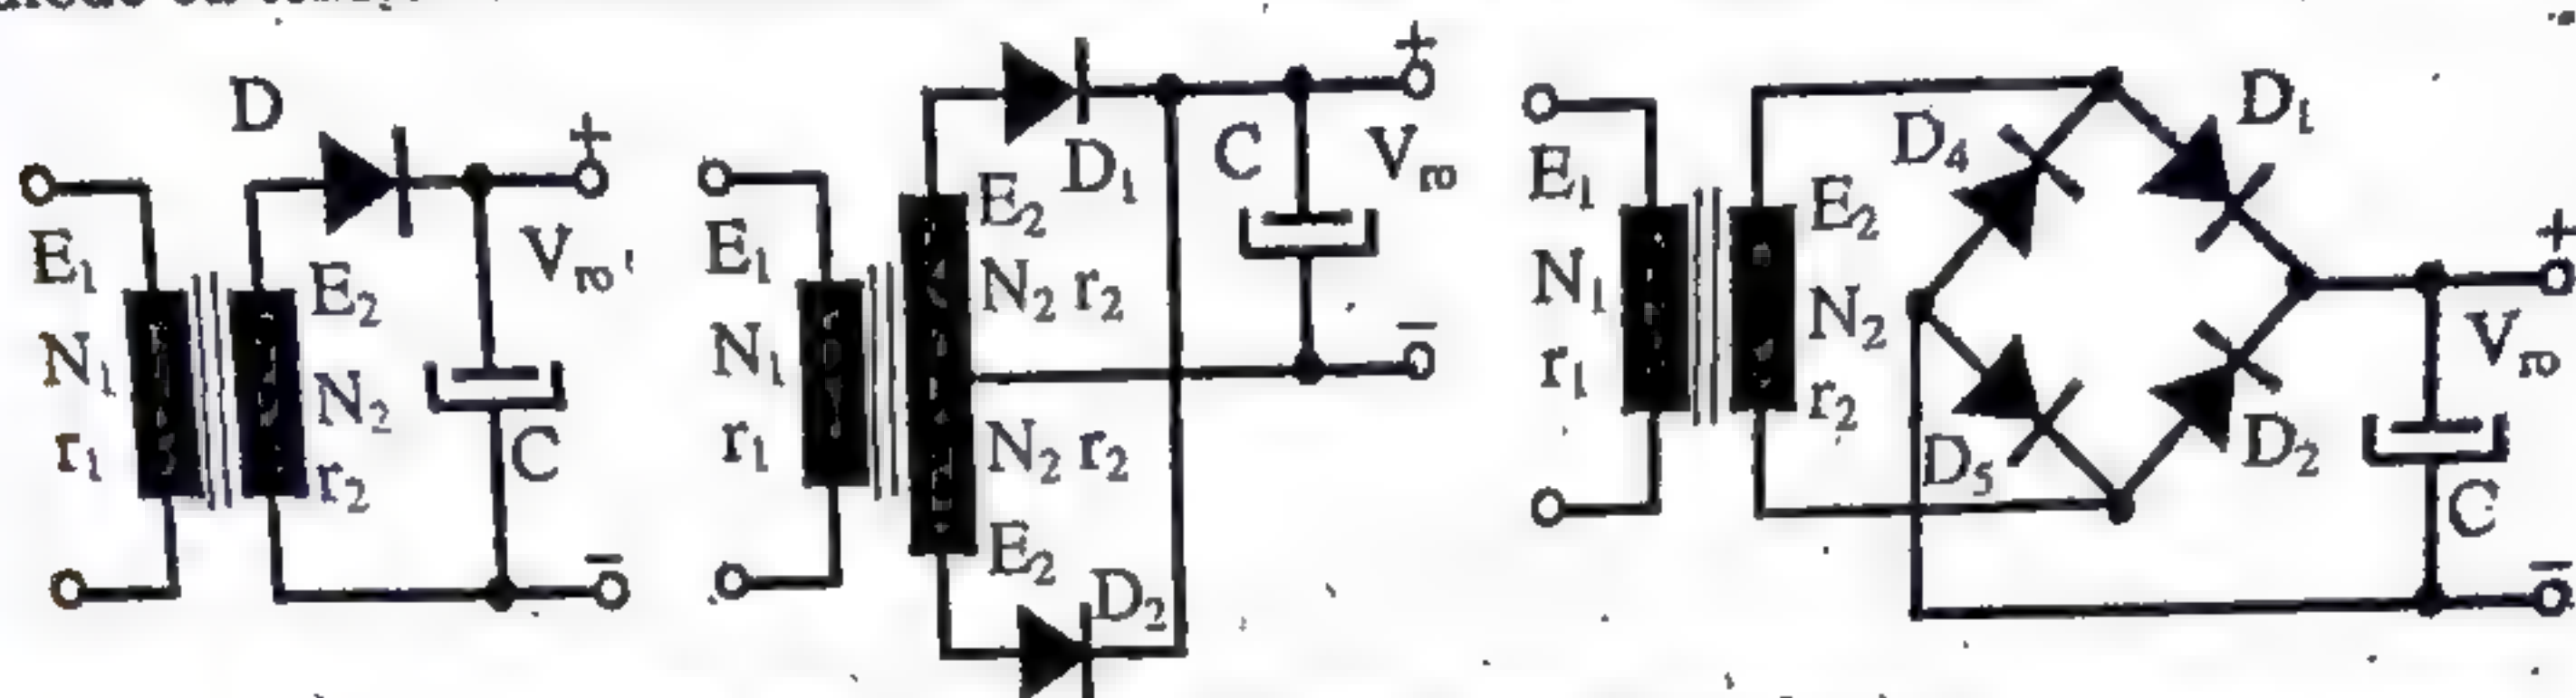 D
+
E₁
N₁
r₁
E₂
N₂
r₂
Vro
C
−
E₁
N₁
r₁
E₂
N₂ r₂
N₂ r₂
E₂
D₁
D₂
C
+
Vro
−
E₁
N₁
r₁
E₂
N₂
r₂
D₄
D₁
D₅
D₂
+
Vro
C
−